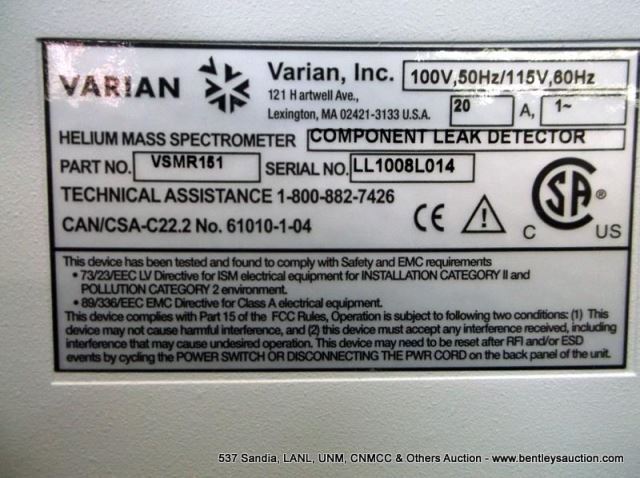 VARIAN
Varian, Inc.
121 Hartwell Ave.,
Lexington, MA 02421-3133 U.S.A.
100V,50Hz/115V,60Hz
20 A, 1~
HELIUM MASS SPECTROMETER COMPONENT LEAK DETECTOR
PART NO. VSMR151 SERIAL NO. LL1008L014
TECHNICAL ASSISTANCE 1-800-882-7426
CAN/CSA-C22.2 No. 61010-1-04
CE
CSA ®
C US
This device has been tested and found to comply with Safety and EMC requirements
• 73/23/EEC LV Directive for ISM electrical equipment for INSTALLATION CATEGORY II and
POLLUTION CATEGORY 2 environment.
• 89/336/EEC EMC Directive for Class A electrical equipment.
This device complies with Part 15 of the FCC Rules, Operation is subject to following two conditions: (1) This
device may not cause harmful interference, and (2) this device must accept any interference received, including
interference that may cause undesired operation. This device may need to be reset after RFI and/or ESD
events by cycling the POWER SWITCH OR DISCONNECTING THE PWR CORD on the back panel of the unit.
537 Sandia, LANL, UNM, CNMCC & Others Auction - www.bentleysauction.com